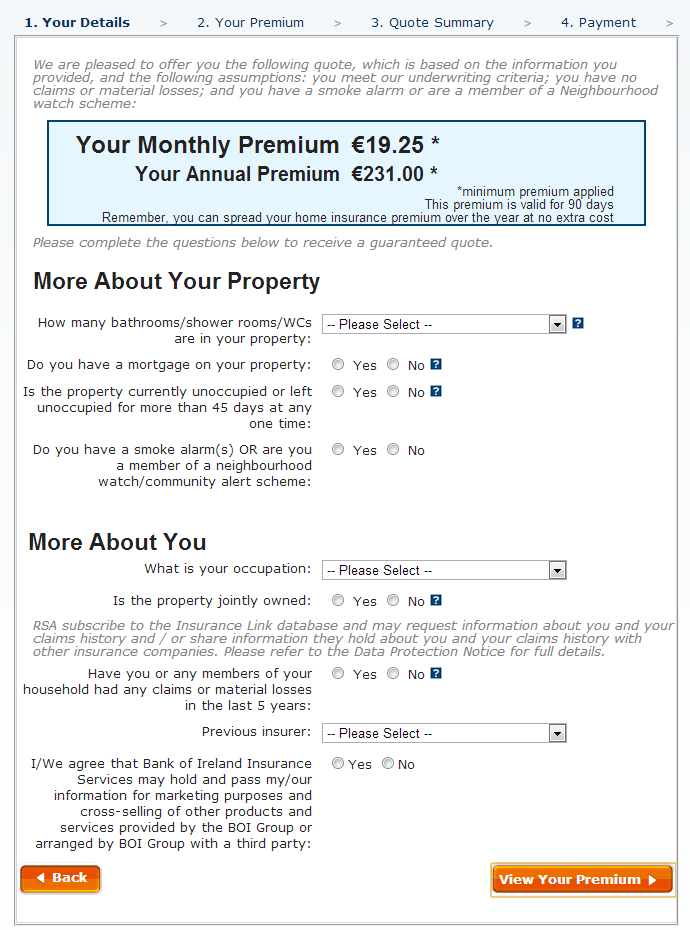 1. Your Details > 2. Your Premium > 3. Quote Summary > 4. Payment >
We are pleased to offer you the following quote, which is based on the information you
provided, and the following assumptions: you meet our underwriting criteria; you have no
claims or material losses; and you have a smoke alarm or are a member of a Neighbourhood
watch scheme:
Your Monthly Premium €19.25 *
Your Annual Premium €231.00 *
*minimum premium applied
This premium is valid for 90 days
Remember, you can spread your home insurance premium over the year at no extra cost
Please complete the questions below to receive a guaranteed quote.
More About Your Property
How many bathrooms/shower rooms/WCs -- Please Select -- ?
are in your property:
Do you have a mortgage on your property: Yes No ?
Is the property currently unoccupied or left Yes No ?
unoccupied for more than 45 days at any
one time:
Do you have a smoke alarm(s) OR are you Yes No
a member of a neighbourhood
watch/community alert scheme:
More About You
What is your occupation: -- Please Select --
Is the property jointly owned: Yes No ?
RSA subscribe to the Insurance Link database and may request information about you and your
claims history and / or share information they hold about you and your claims history with
other insurance companies. Please refer to the Data Protection Notice for full details.
Have you or any members of your Yes No ?
household had any claims or material losses
in the last 5 years:
Previous insurer: -- Please Select --
I/We agree that Bank of Ireland Insurance Yes No
Services may hold and pass my/our
information for marketing purposes and
cross-selling of other products and
services provided by the BOI Group or
arranged by BOI Group with a third party:
Back View Your Premium